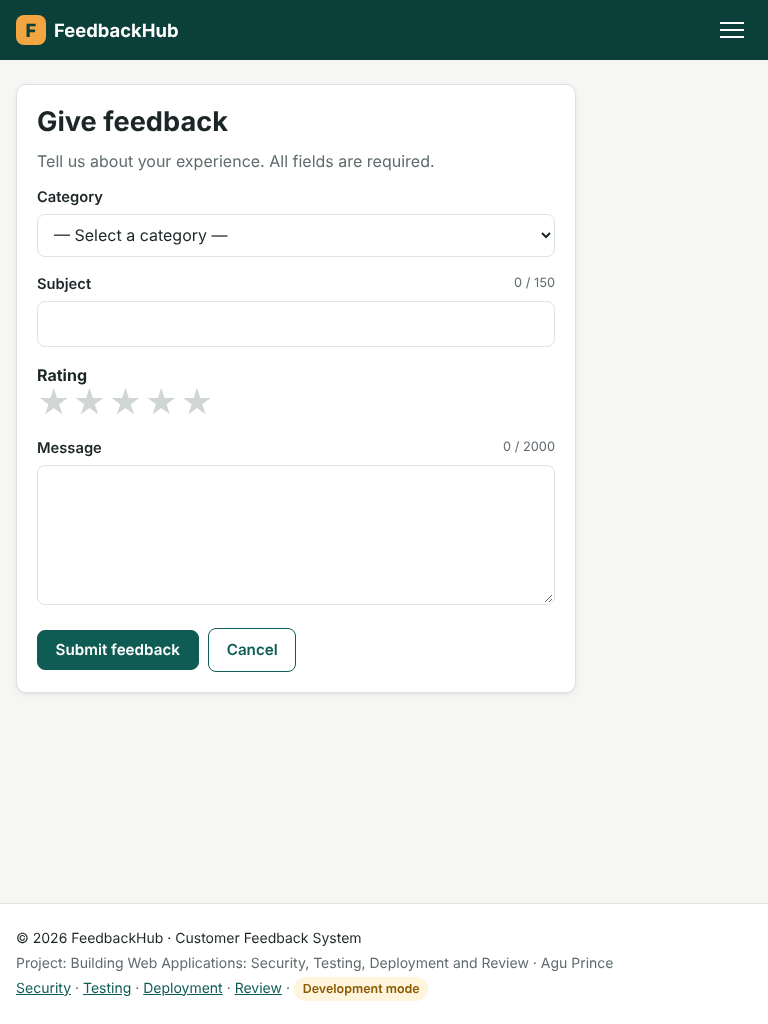 F FeedbackHub
Give feedback
Tell us about your experience. All fields are required.
Category
— Select a category —
Subject 0 / 150
Rating
★ ★ ★ ★ ★
Message 0 / 2000
Submit feedback Cancel
© 2026 FeedbackHub · Customer Feedback System
Project: Building Web Applications: Security, Testing, Deployment and Review · Agu Prince
Security · Testing · Deployment · Review · Development mode